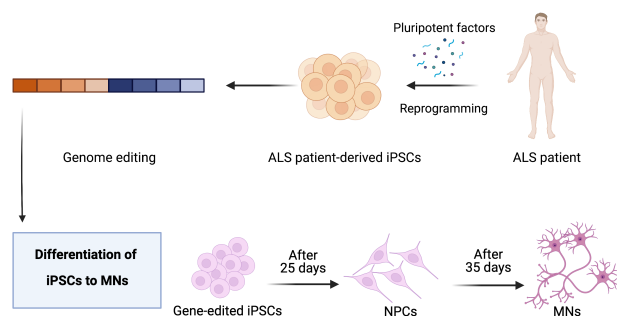 Pluripotent factors
Reprogramming
Genome editing
ALS patient-derived iPSCs
ALS patient
Differentiation of
iPSCs to MNs
After
25 days
After
35 days
Gene-edited iPSCs
NPCs
MNs